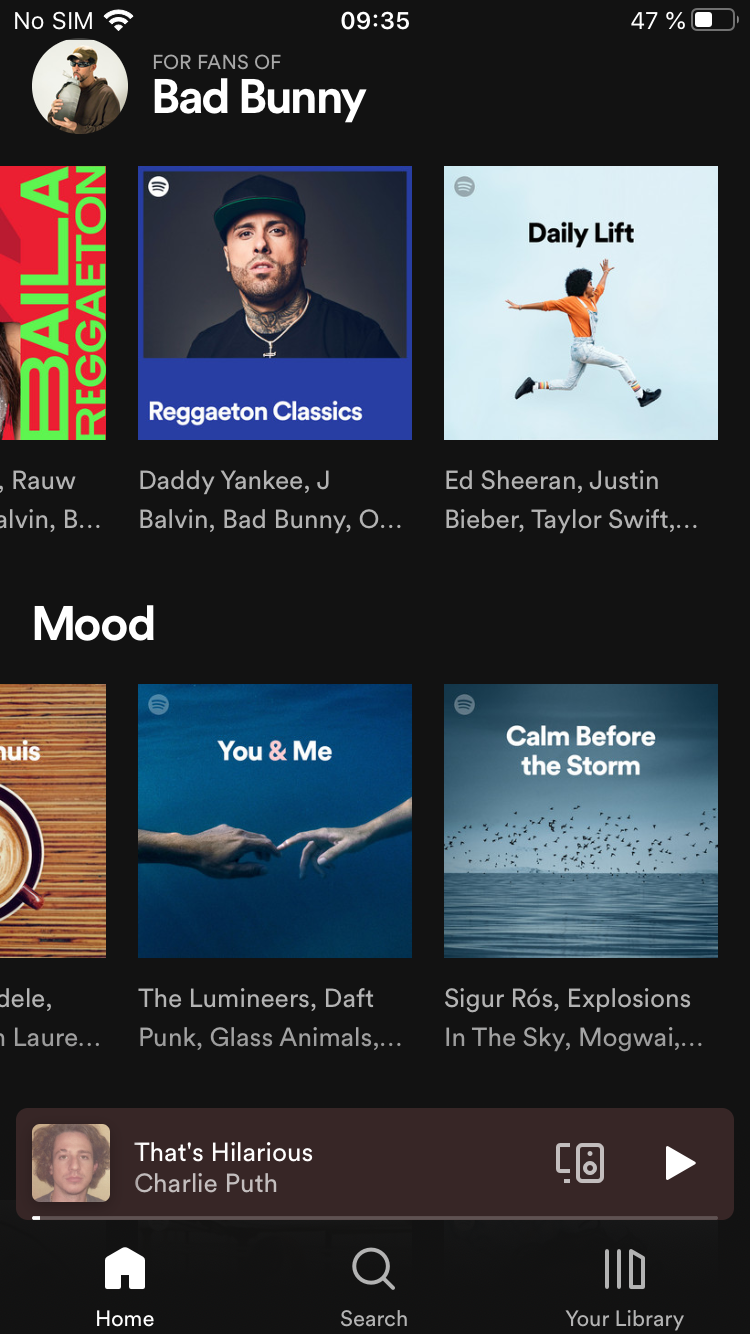 No SIM 09:35 47 %
FOR FANS OF
Bad Bunny
BAILA
REGGAETON
Reggaeton Classics
Daily Lift
, Rauw
alvin, B...
Daddy Yankee, J
Balvin, Bad Bunny, O...
Ed Sheeran, Justin
Bieber, Taylor Swift,...
Mood
huis
You & Me
Calm Before
the Storm
dele,
n Laure...
The Lumineers, Daft
Punk, Glass Animals,...
Sigur Rós, Explosions
In The Sky, Mogwai,...
That's Hilarious
Charlie Puth
Home Search Your Library